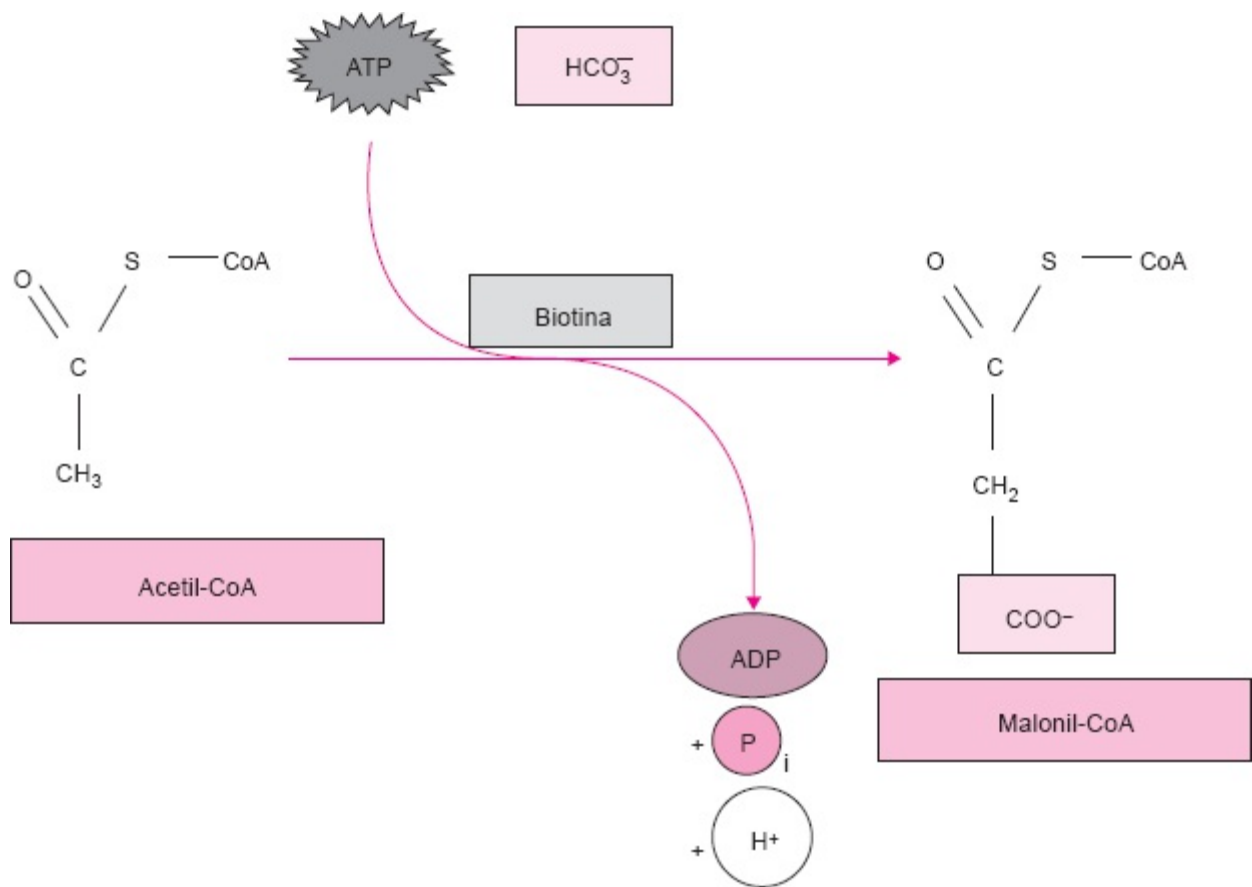 ATP
HCO₃⁻
O
S
CoA
C
CH₃
Acetil-CoA
Biotina
O
S
CoA
C
CH₂
COO⁻
Malonil-CoA
ADP
+ P i
+ H⁺